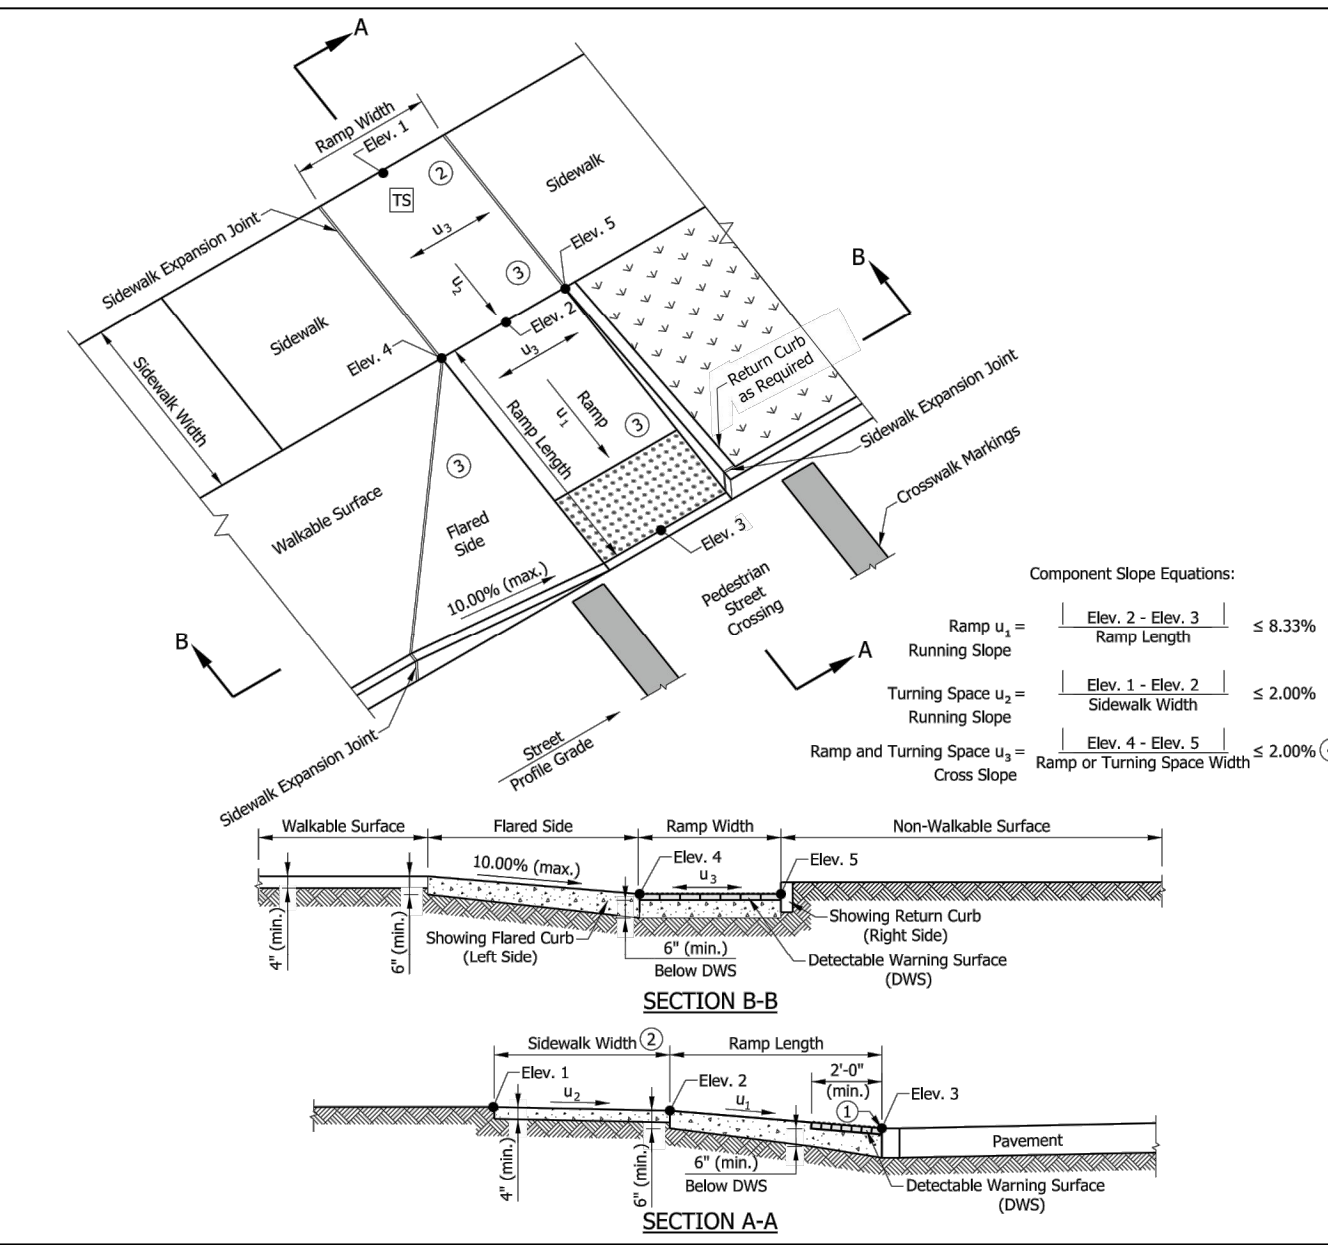 A
Ramp Width
Elev. 1
2
TS
Sidewalk
Sidewalk Expansion Joint
u3
Elev. 5
3
u2
B
Elev. 2
Sidewalk
Elev. 4
u3
Return Curb
as Required
Sidewalk Width
Ramp Length
u1
Ramp
3
Sidewalk Expansion Joint
Crosswalk Markings
3
Walkable Surface
Flared
Side
Elev. 3
10.00% (max.)
Pedestrian
Street
Crossing
B
A
Sidewalk Expansion Joint
Street
Profile Grade
Component Slope Equations:
Ramp u1 = | Elev. 2 - Elev. 3 | ≤ 8.33%
Running Slope Ramp Length
Turning Space u2 = | Elev. 1 - Elev. 2 | ≤ 2.00%
Running Slope Sidewalk Width
Ramp and Turning Space u3 = | Elev. 4 - Elev. 5 | ≤ 2.00%
Cross Slope Ramp or Turning Space Width
Walkable Surface Flared Side Ramp Width Non-Walkable Surface
10.00% (max.)
Elev. 4
u3
Elev. 5
4" (min.)
6" (min.)
Showing Flared Curb
(Left Side)
6" (min.)
Below DWS
Showing Return Curb
(Right Side)
Detectable Warning Surface
(DWS)
SECTION B-B
Sidewalk Width 2 Ramp Length
2'-0"
(min.)
Elev. 1
u2
Elev. 2
u1
1
Elev. 3
Pavement
4" (min.)
6" (min.)
6" (min.)
Below DWS
Detectable Warning Surface
(DWS)
SECTION A-A